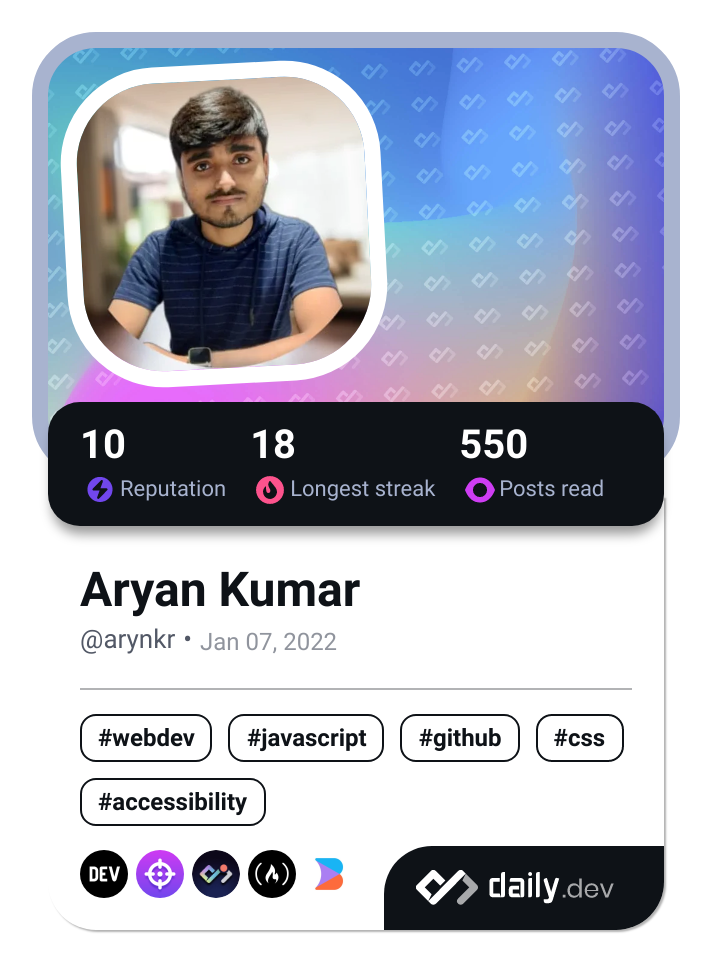 10 18 550
Reputation Longest streak Posts read
Aryan Kumar
@arynkr • Jan 07, 2022
#webdev #javascript #github #css
#accessibility
DEV
daily.dev